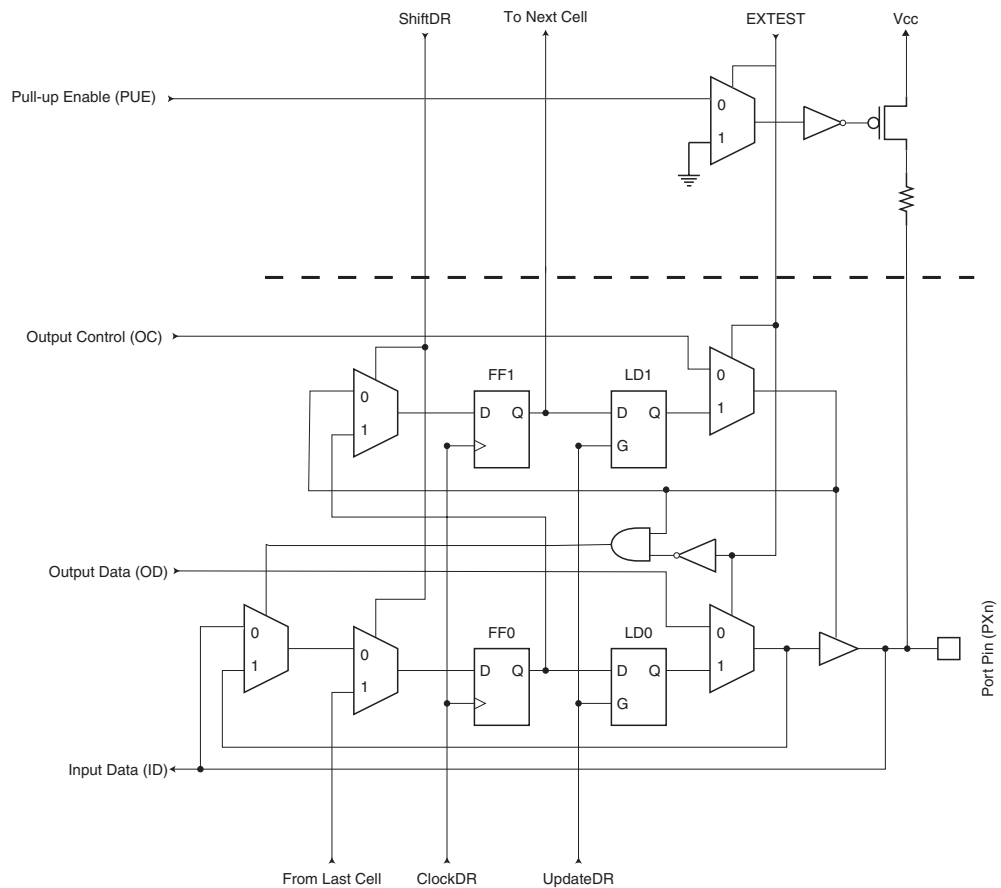 ShiftDR
To Next Cell
EXTEST
Vcc
Pull-up Enable (PUE)
0
1
Output Control (OC)
FF1
LD1
0
1
D Q
D Q
G
0
1
Output Data (OD)
FF0
LD0
0
1
0
1
D Q
D Q
G
0
1
Port Pin (PXn)
Input Data (ID)
From Last Cell
ClockDR
UpdateDR